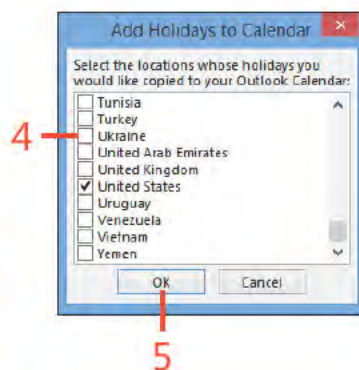 Add Holidays to Calendar
Select the locations whose holidays you
would like copied to your Outlook Calendar:
Tunisia
Turkey
4
Ukraine
United Arab Emirates
United Kingdom
United States
Uruguay
Venezuela
Vietnam
Yemen
OK Cancel
5